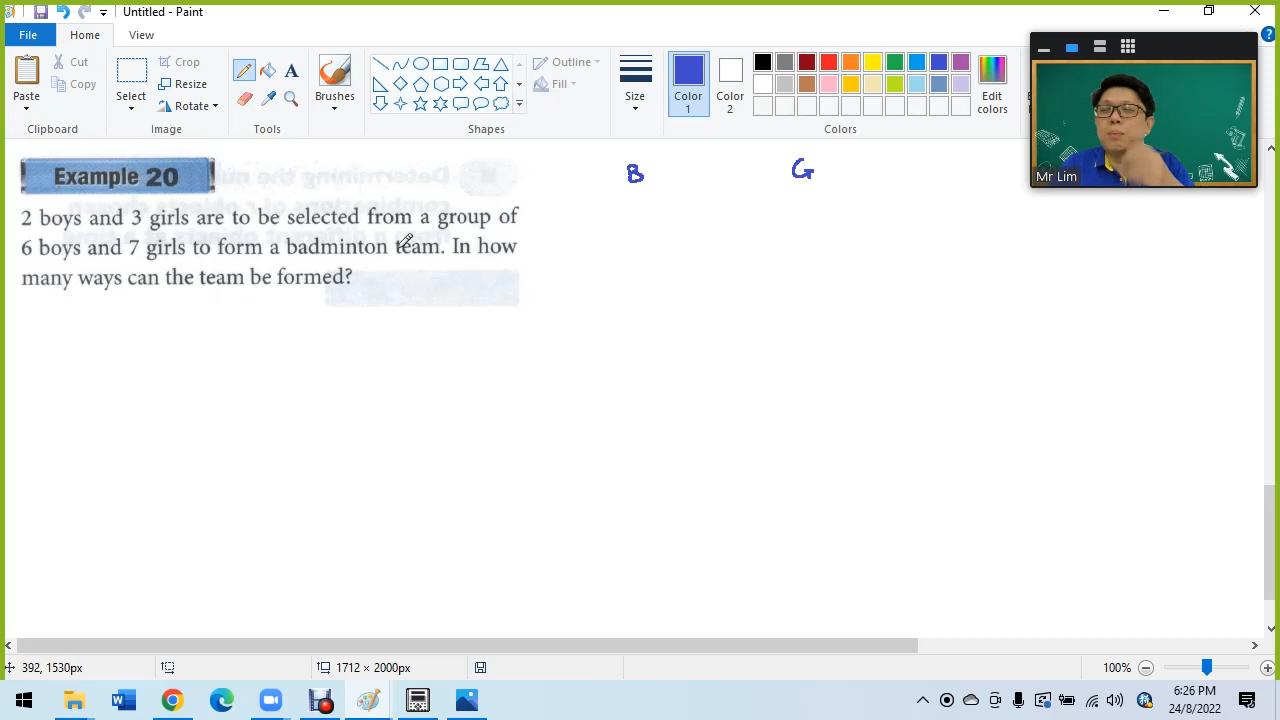 Untitled - Paint
File Home View
Paste
Cut
Copy
Clipboard
Select
Crop
Resize
Rotate
Image
Tools
Brushes
Shapes
Outline
Fill
Size
Color 1
Color 2
Edit colors
Colors
Mr Lim
Example 20
B G
2 boys and 3 girls are to be selected from a group of
6 boys and 7 girls to form a badminton team. In how
many ways can the team be formed?
392, 1530px
1712 × 2000px
100%
6:26 PM
24/8/2022